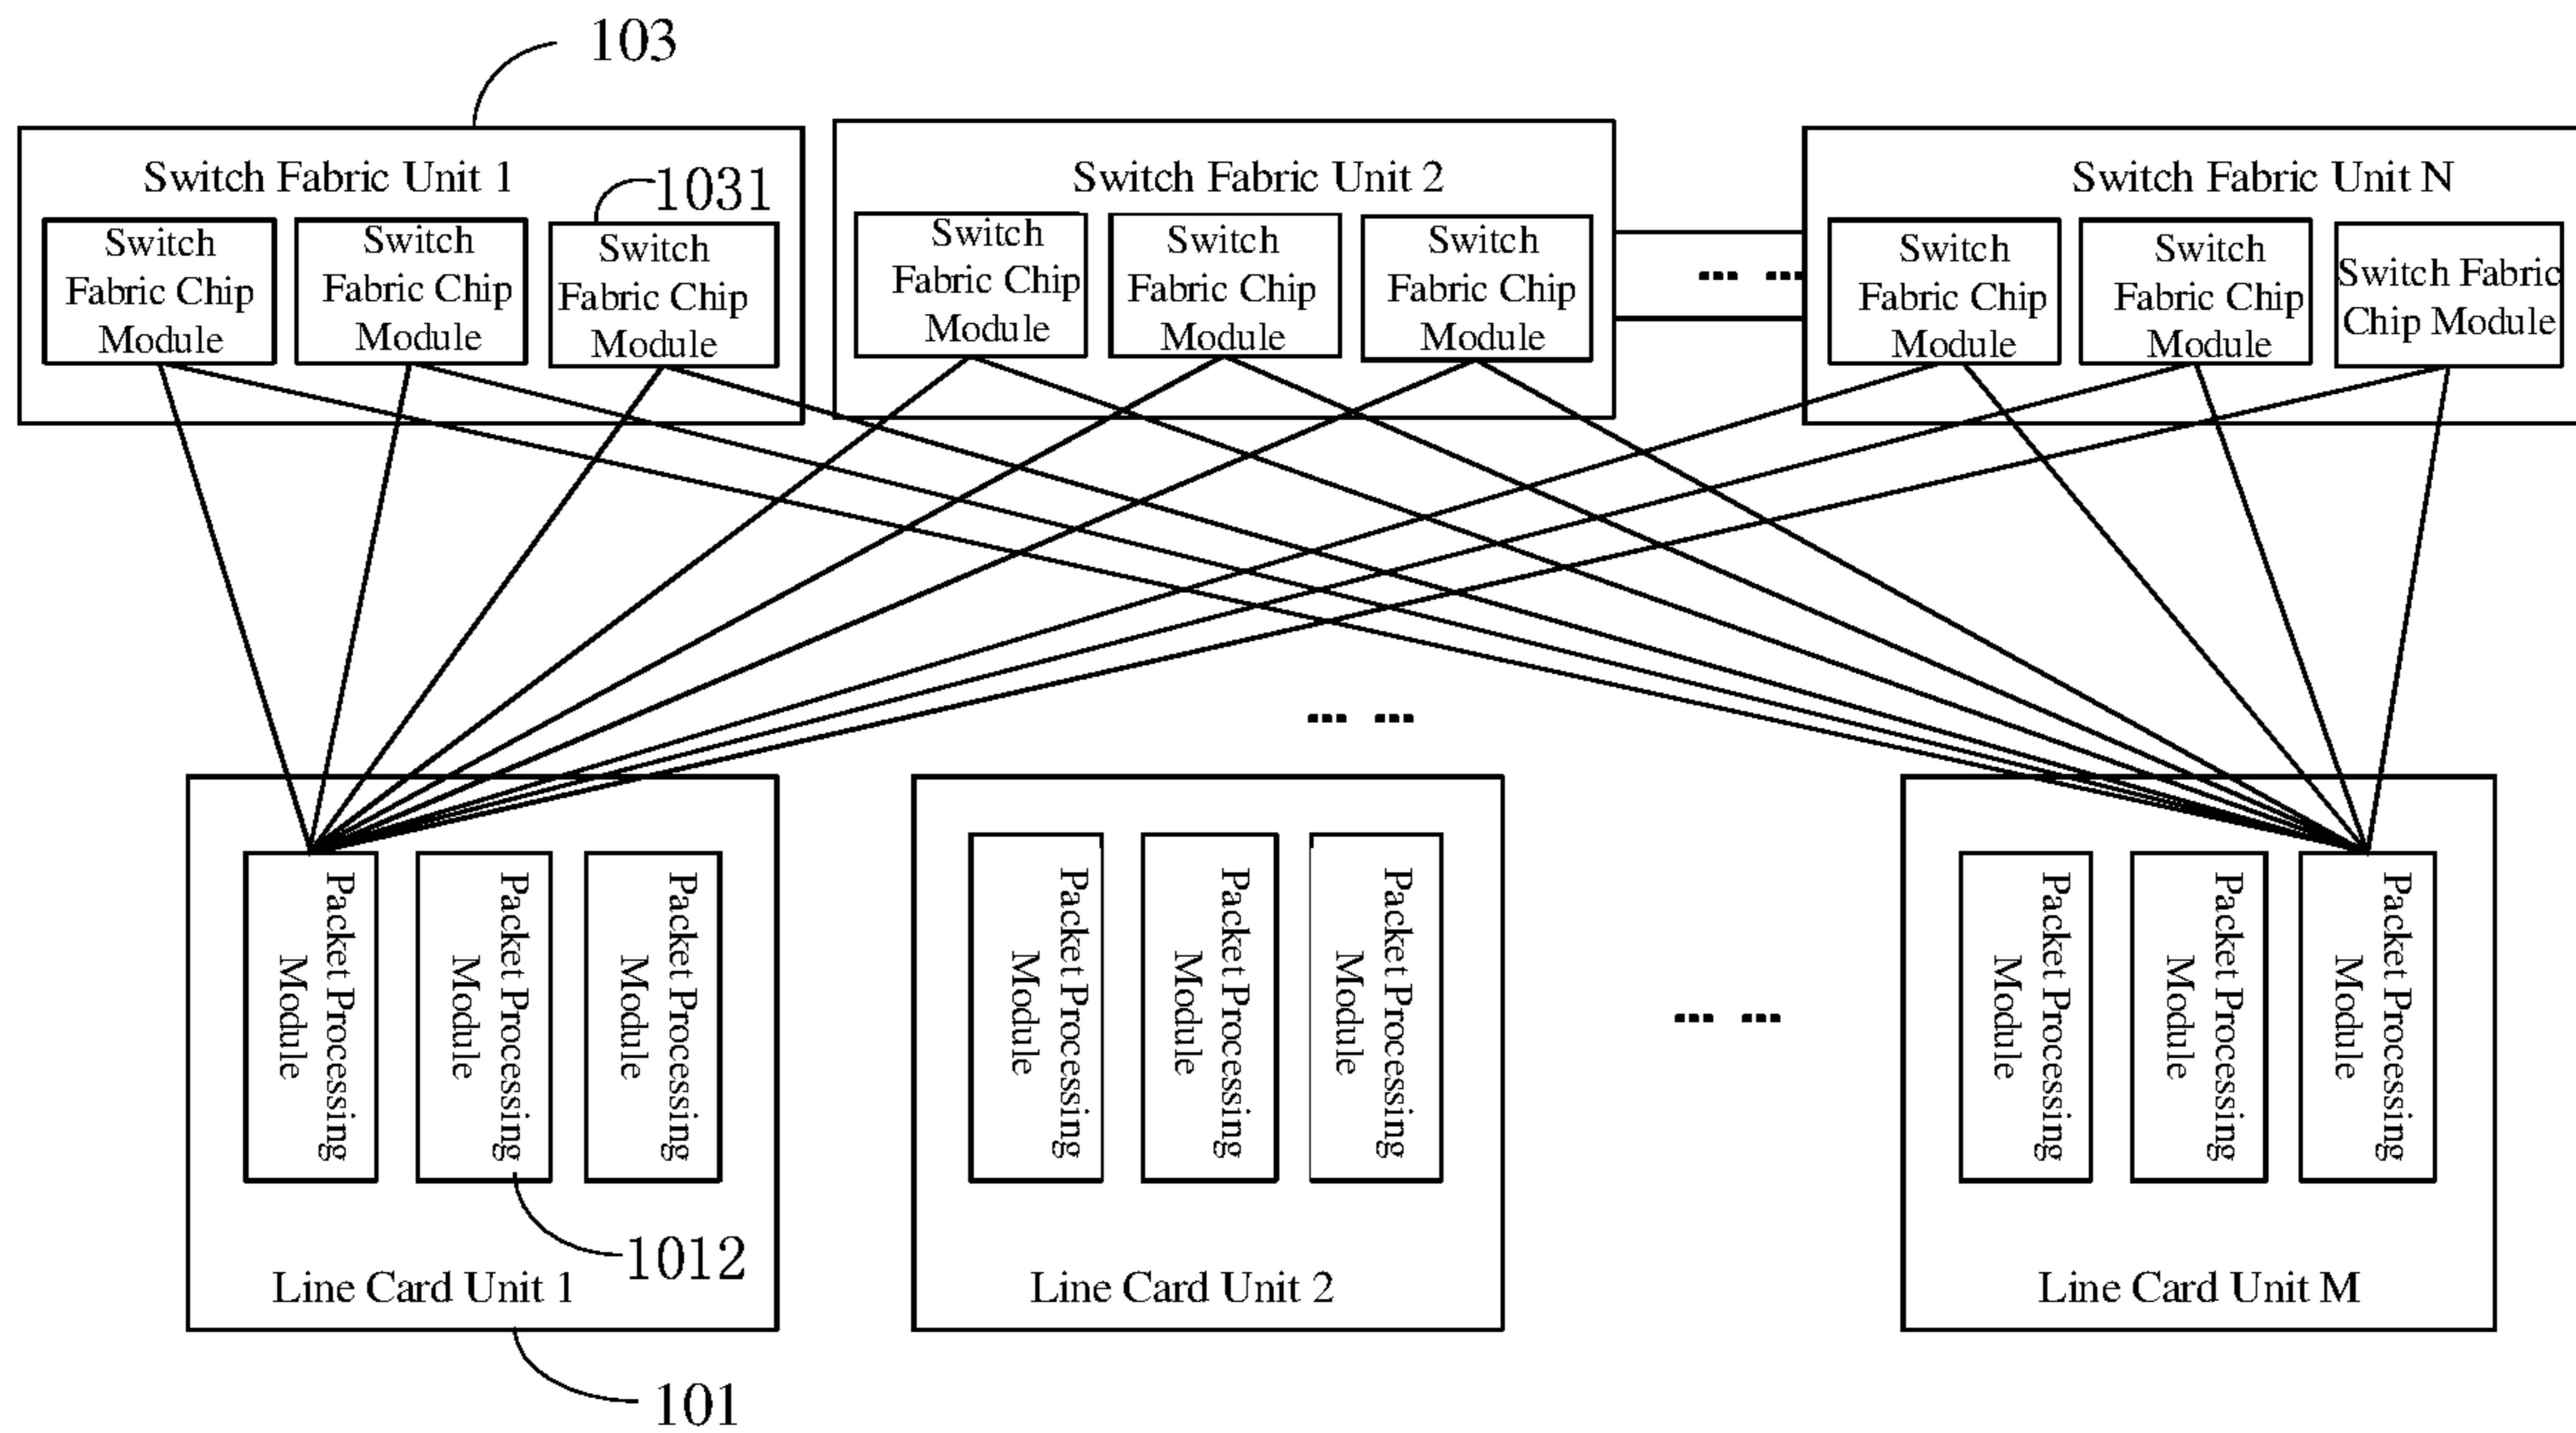 103
Switch Fabric Unit 1
1031
Switch
Fabric Chip
Module
Switch
Fabric Chip
Module
Switch
Fabric Chip
Module
Switch Fabric Unit 2
Switch
Fabric Chip
Module
Switch
Fabric Chip
Module
Switch
Fabric Chip
Module
... ...
Switch Fabric Unit N
Switch
Fabric Chip
Module
Switch
Fabric Chip
Module
Switch Fabric
Chip Module
... ...
Packet Processing
Module
Packet Processing
Module
Packet Processing
Module
1012
Line Card Unit 1
101
Packet Processing
Module
Packet Processing
Module
Packet Processing
Module
Line Card Unit 2
... ...
Packet Processing
Module
Packet Processing
Module
Packet Processing
Module
Line Card Unit M